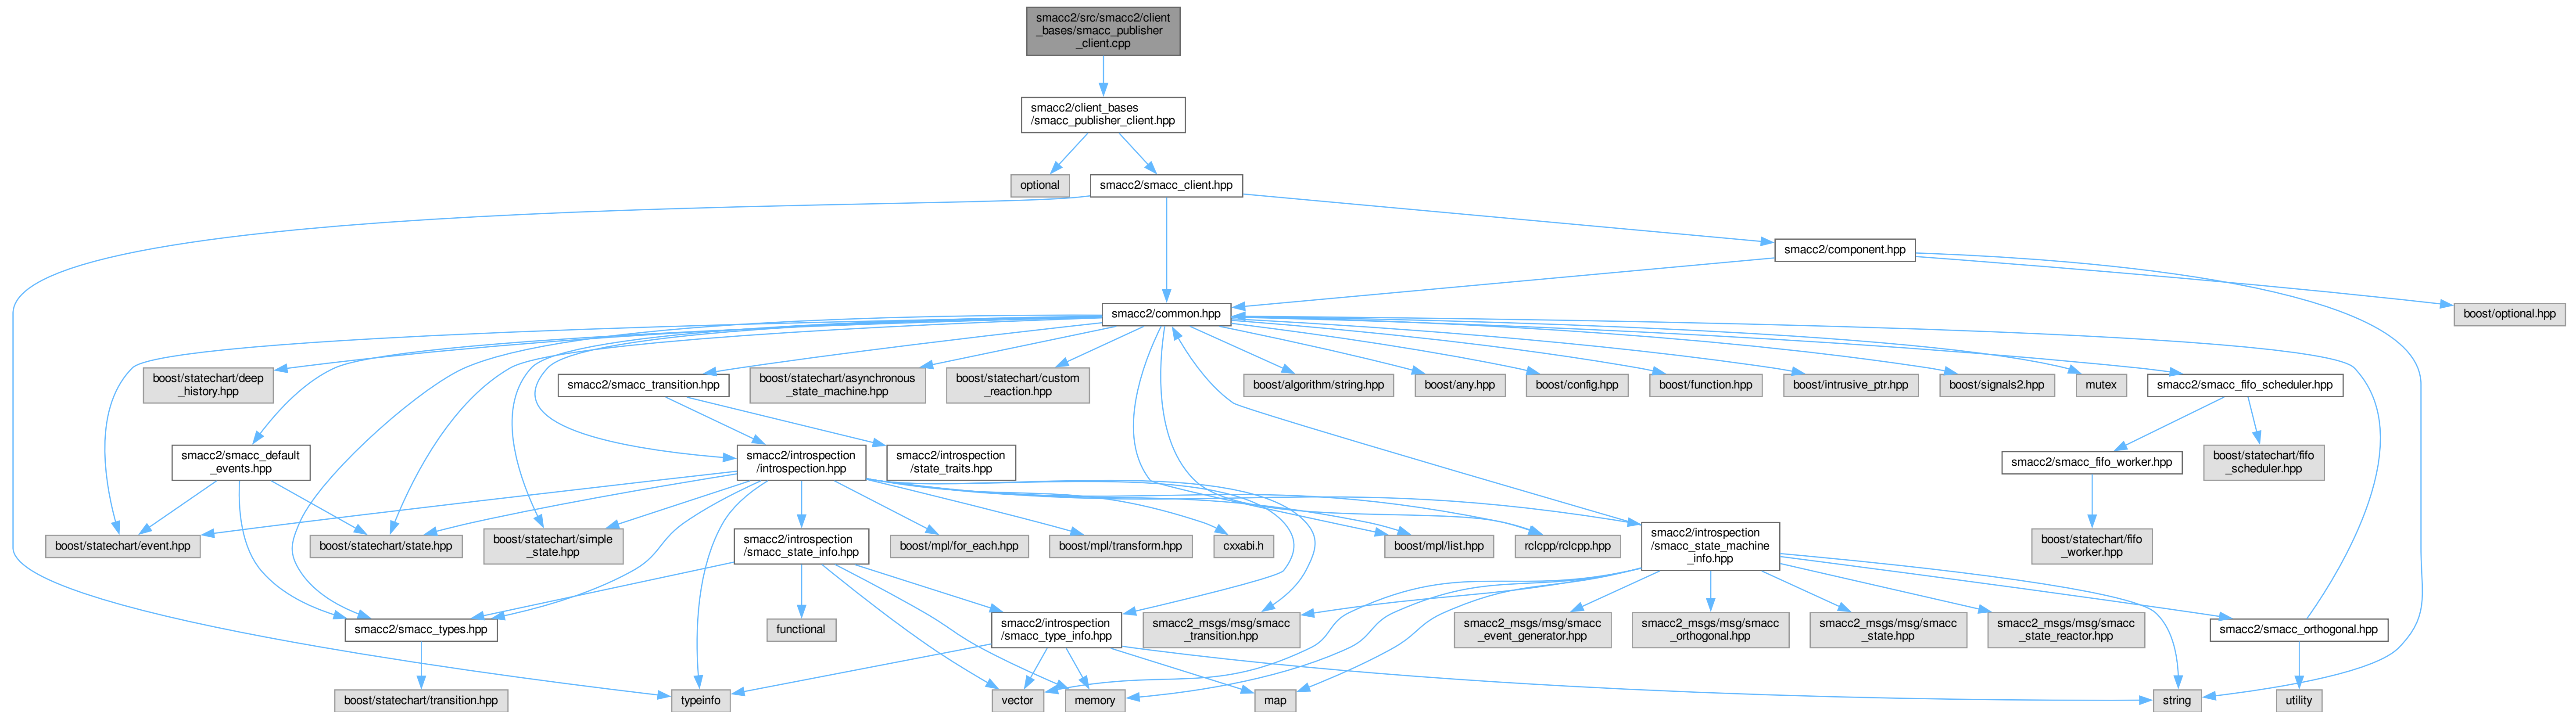 smacc2/src/smacc2/client
_bases/smacc_publisher
_client.cpp
smacc2/client_bases
/smacc_publisher_client.hpp
optional
smacc2/smacc_client.hpp
smacc2/component.hpp
smacc2/common.hpp
boost/optional.hpp
boost/statechart/deep
_history.hpp
smacc2/smacc_transition.hpp
boost/statechart/asynchronous
_state_machine.hpp
boost/statechart/custom
_reaction.hpp
boost/algorithm/string.hpp
boost/any.hpp
boost/config.hpp
boost/function.hpp
boost/intrusive_ptr.hpp
boost/signals2.hpp
mutex
smacc2/smacc_fifo_scheduler.hpp
smacc2/smacc_default
_events.hpp
smacc2/introspection
/introspection.hpp
smacc2/introspection
/state_traits.hpp
smacc2/smacc_fifo_worker.hpp
boost/statechart/fifo
_scheduler.hpp
boost/statechart/event.hpp
boost/statechart/state.hpp
boost/statechart/simple
_state.hpp
smacc2/introspection
/smacc_state_info.hpp
boost/mpl/for_each.hpp
boost/mpl/transform.hpp
cxxabi.h
boost/mpl/list.hpp
rclcpp/rclcpp.hpp
smacc2/introspection
/smacc_state_machine
_info.hpp
boost/statechart/fifo
_worker.hpp
smacc2/smacc_types.hpp
functional
smacc2/introspection
/smacc_type_info.hpp
smacc2_msgs/msg/smacc
_transition.hpp
smacc2_msgs/msg/smacc
_event_generator.hpp
smacc2_msgs/msg/smacc
_orthogonal.hpp
smacc2_msgs/msg/smacc
_state.hpp
smacc2_msgs/msg/smacc
_state_reactor.hpp
smacc2/smacc_orthogonal.hpp
boost/statechart/transition.hpp
typeinfo
vector
memory
map
string
utility